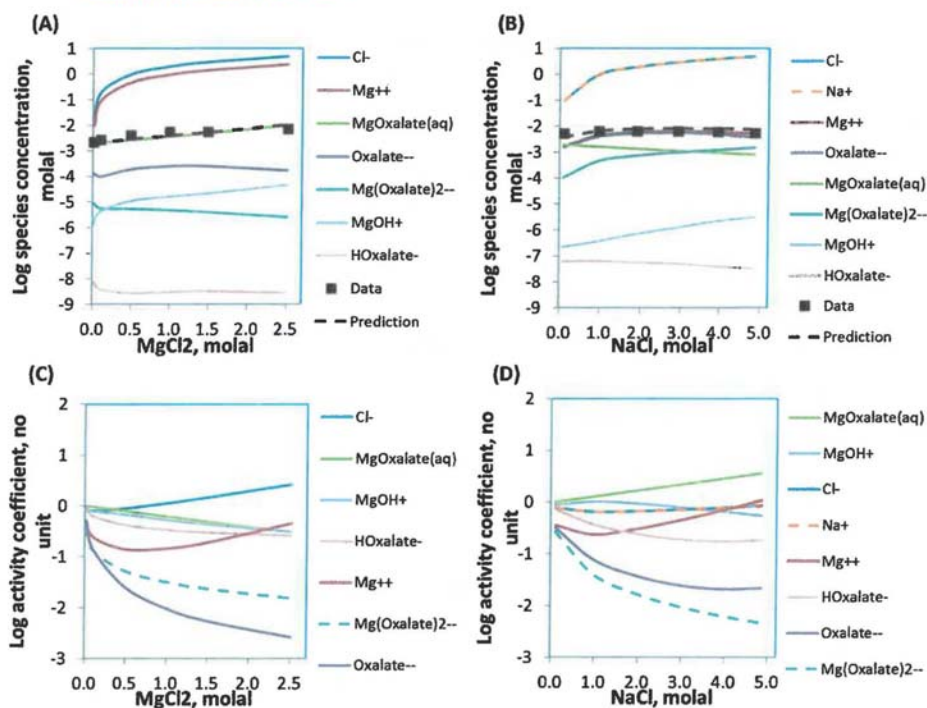 (A)
Log species concentration,
molal
1
0
-1
-2
-3
-4
-5
-6
-7
-8
-9
0.0 0.5 1.0 1.5 2.0 2.5
MgCl2, molal
Cl-
Mg++
MgOxalate(aq)
Oxalate--
Mg(Oxalate)2--
MgOH+
HOxalate-
Data
Prediction
(B)
Log species concentration,
molal
1
0
-1
-2
-3
-4
-5
-6
-7
-8
-9
0.0 1.0 2.0 3.0 4.0 5.0
NaCl, molal
Cl-
Na+
Mg++
Oxalate--
MgOxalate(aq)
Mg(Oxalate)2--
MgOH+
HOxalate-
Data
Prediction
(C)
Log activity coefficient, no
unit
2
1
0
-1
-2
-3
0.0 0.5 1.0 1.5 2.0 2.5
MgCl2, molal
Cl-
MgOxalate(aq)
MgOH+
HOxalate-
Mg++
Mg(Oxalate)2--
Oxalate--
(D)
Log activity coefficient, no
unit
2
1
0
-1
-2
-3
0.0 1.0 2.0 3.0 4.0 5.0
NaCl, molal
MgOxalate(aq)
MgOH+
Cl-
Na+
Mg++
HOxalate-
Oxalate--
Mg(Oxalate)2--